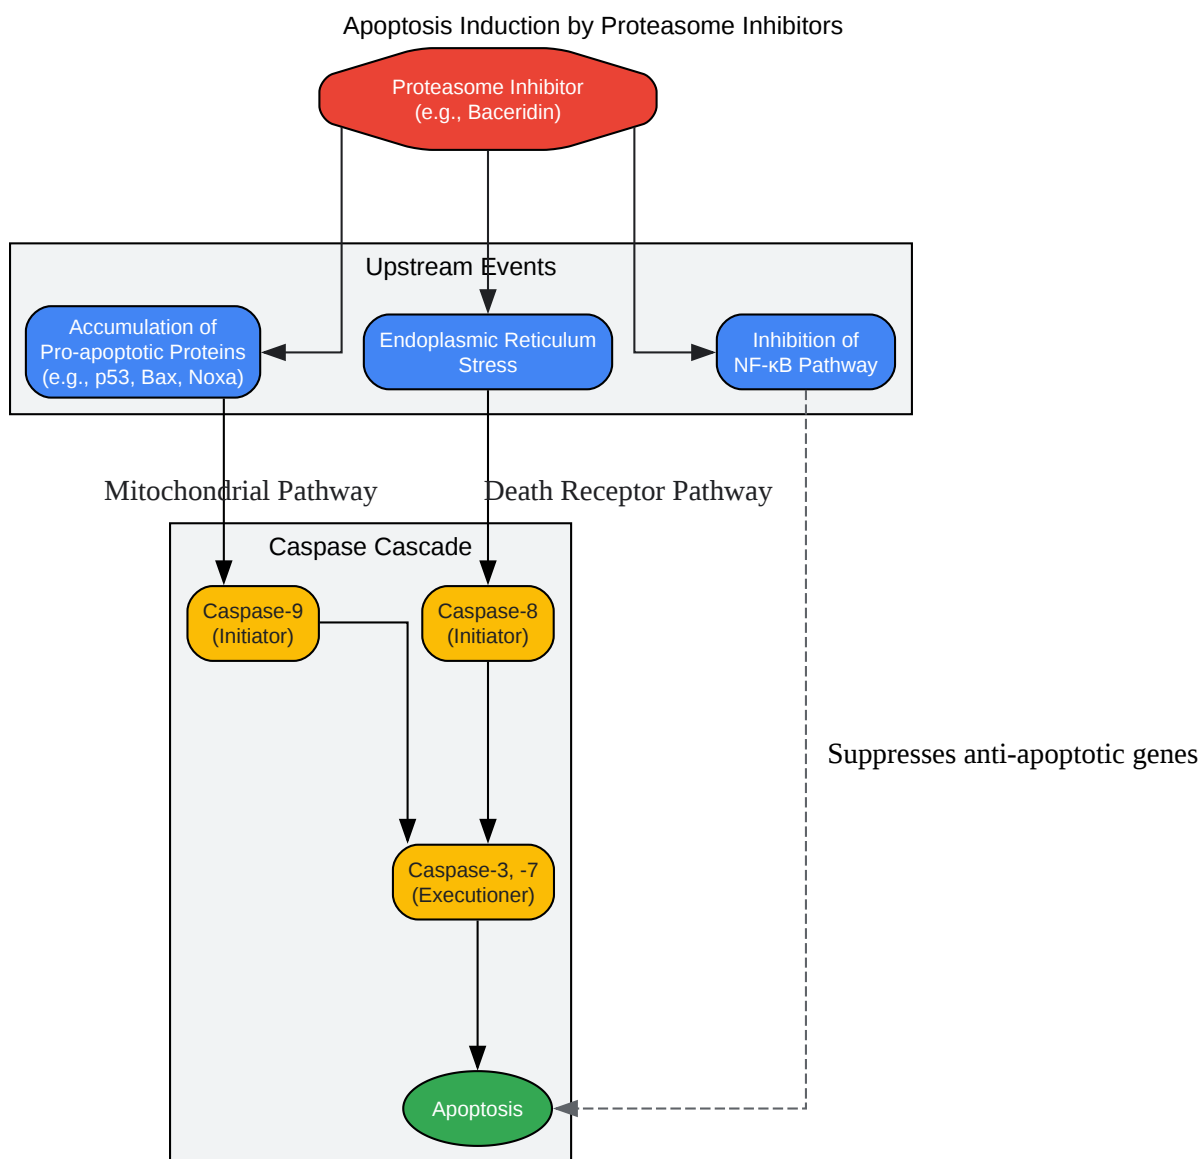 Apoptosis Induction by Proteasome Inhibitors
Proteasome Inhibitor
(e.g., Baceridin)
Upstream Events
Accumulation of
Pro-apoptotic Proteins
(e.g., p53, Bax, Noxa)
Endoplasmic Reticulum
Stress
Inhibition of
NF-κB Pathway
Mitochondrial Pathway
Death Receptor Pathway
Caspase Cascade
Caspase-9
(Initiator)
Caspase-8
(Initiator)
Suppresses anti-apoptotic genes
Caspase-3, -7
(Executioner)
Apoptosis